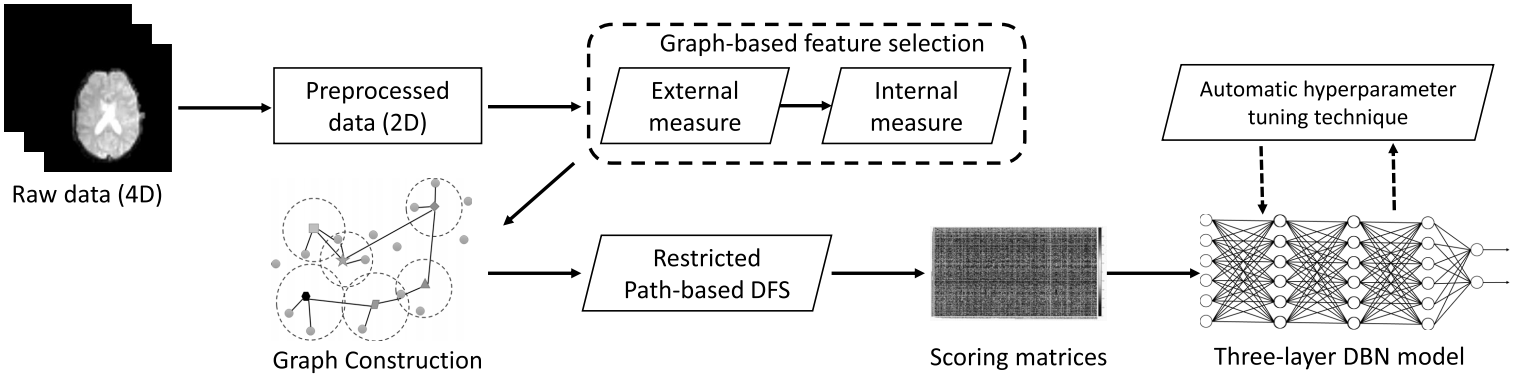 Raw data (4D)
Preprocessed
data (2D)
Graph-based feature selection
External
measure
Internal
measure
Graph Construction
Restricted
Path-based DFS
Scoring matrices
Automatic hyperparameter
tuning technique
Three-layer DBN model